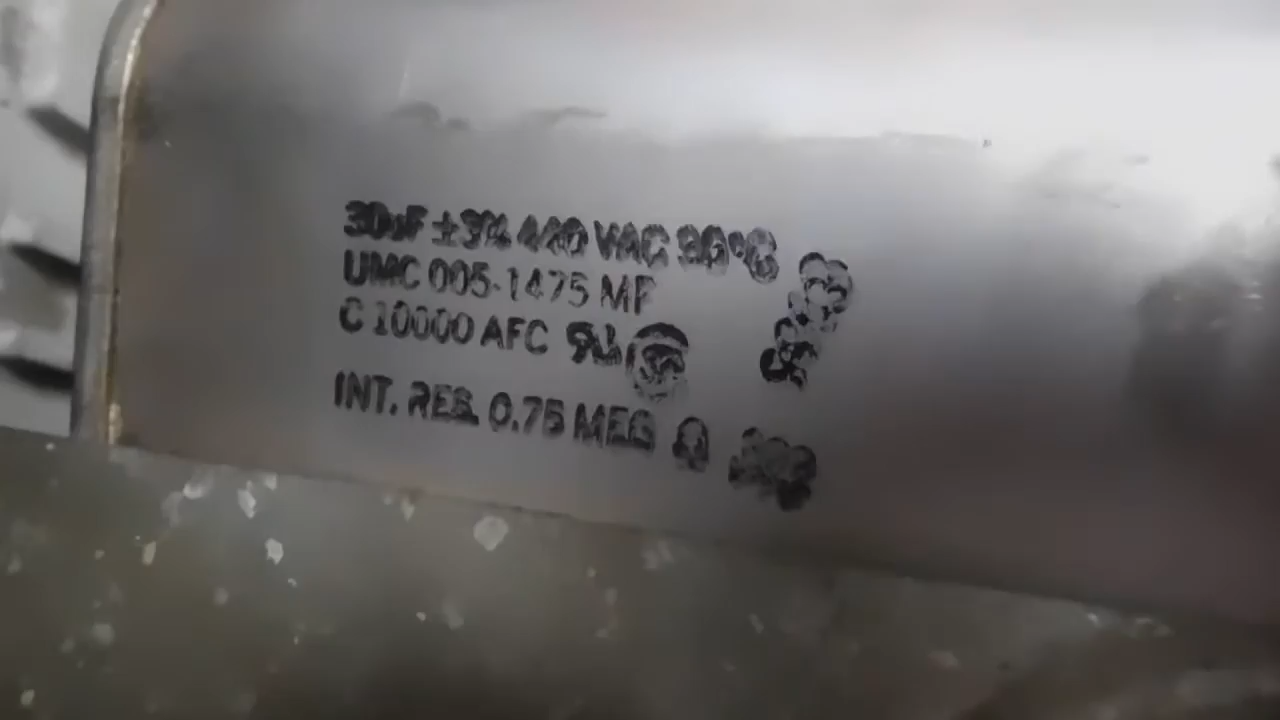 30uF ±3% 440 VAC 90°C
UMC 005-1475 MF
C 10000 AFC
INT. RES. 0.75 MEG Ω